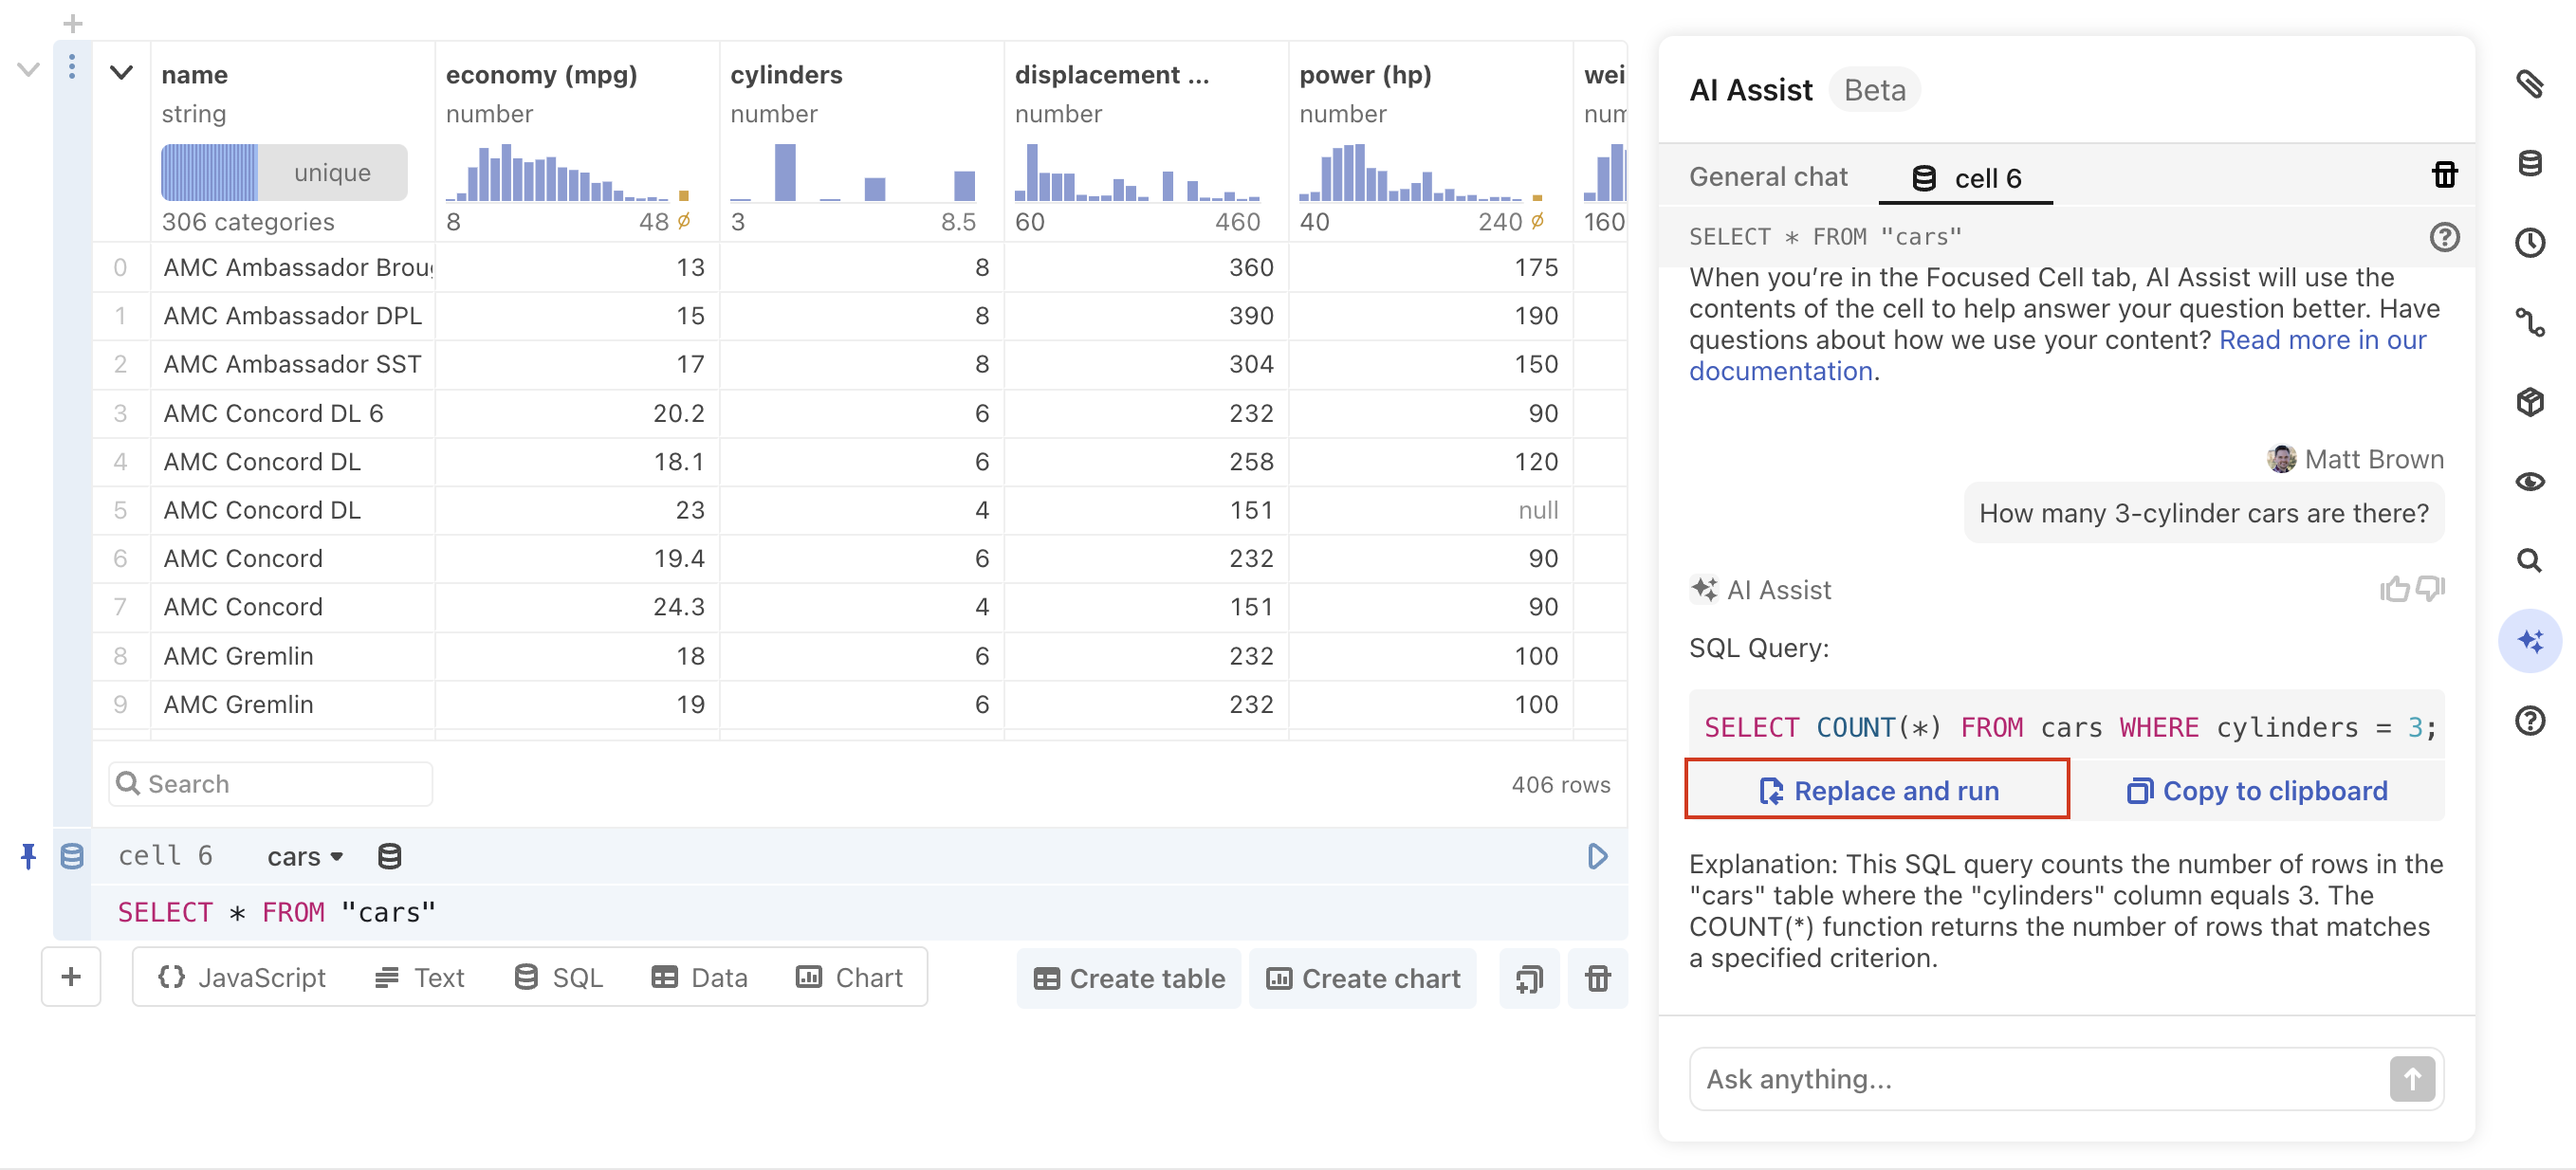 name
string
unique
306 categories
economy (mpg)
number
8 48 ø
cylinders
number
3 8.5
displacement ...
number
60 460
power (hp)
number
40 240 ø
wei
num
160
0 AMC Ambassador Broug 13 8 360 175
1 AMC Ambassador DPL 15 8 390 190
2 AMC Ambassador SST 17 8 304 150
3 AMC Concord DL 6 20.2 6 232 90
4 AMC Concord DL 18.1 6 258 120
5 AMC Concord DL 23 4 151 null
6 AMC Concord 19.4 6 232 90
7 AMC Concord 24.3 4 151 90
8 AMC Gremlin 18 6 232 100
9 AMC Gremlin 19 6 232 100
Search
406 rows
cell 6 cars
SELECT * FROM "cars"
JavaScript Text SQL Data Chart
Create table Create chart
AI Assist Beta
General chat cell 6
SELECT * FROM "cars"
When you’re in the Focused Cell tab, AI Assist will use the
contents of the cell to help answer your question better. Have
questions about how we use your content? Read more in our
documentation.
Matt Brown
How many 3-cylinder cars are there?
AI Assist
SQL Query:
SELECT COUNT(*) FROM cars WHERE cylinders = 3;
Replace and run Copy to clipboard
Explanation: This SQL query counts the number of rows in the
"cars" table where the "cylinders" column equals 3. The
COUNT(*) function returns the number of rows that matches
a specified criterion.
Ask anything...